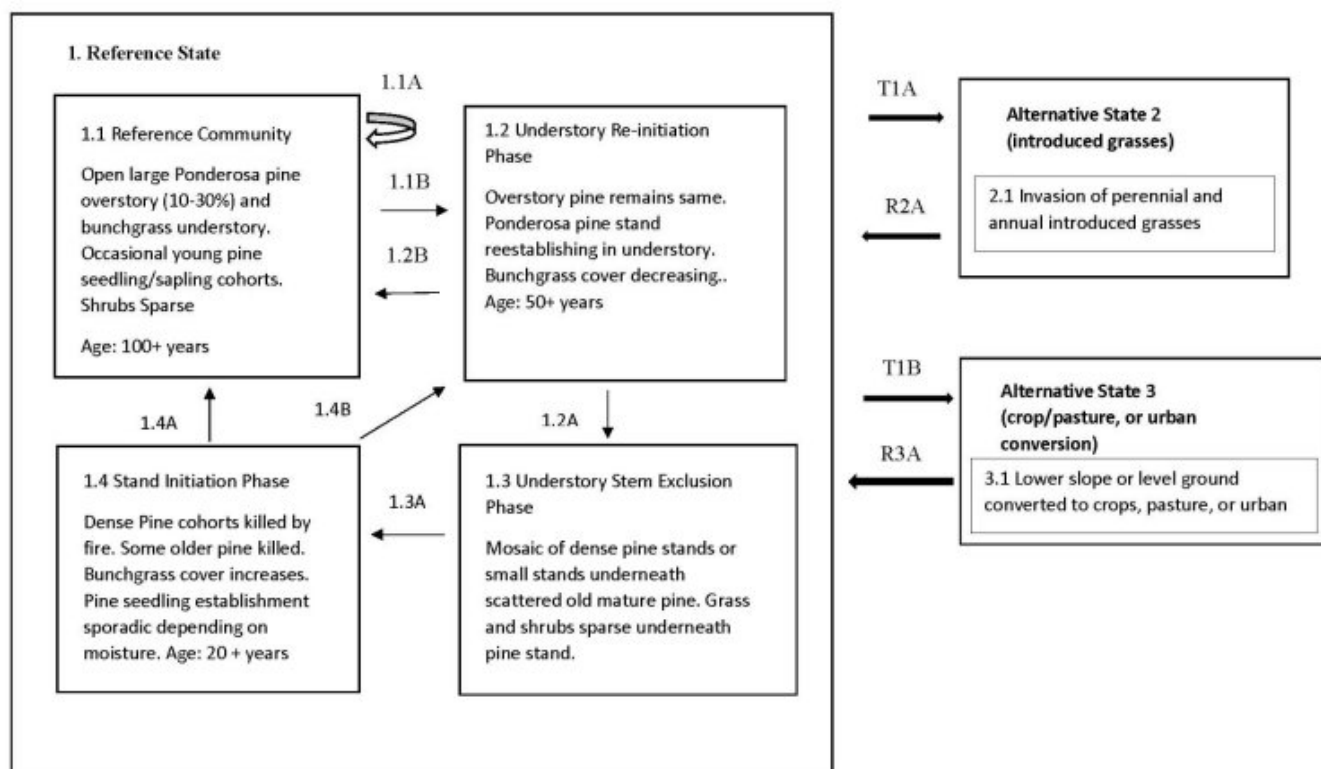 1. Reference State
1.1A
1.1 Reference Community
Open large Ponderosa pine
overstory (10-30%) and
bunchgrass understory.
Occasional young pine
seedling/sapling cohorts.
Shrubs Sparse
Age: 100+ years
1.1B
1.2B
1.2 Understory Re-initiation
Phase
Overstory pine remains same.
Ponderosa pine stand
reestablishing in understory.
Bunchgrass cover decreasing..
Age: 50+ years
1.4A
1.4B
1.2A
1.4 Stand Initiation Phase
Dense Pine cohorts killed by
fire. Some older pine killed.
Bunchgrass cover increases.
Pine seedling establishment
sporadic depending on
moisture. Age: 20 + years
1.3A
1.3 Understory Stem Exclusion
Phase
Mosaic of dense pine stands or
small stands underneath
scattered old mature pine. Grass
and shrubs sparse underneath
pine stand.
T1A
R2A
Alternative State 2
(introduced grasses)
2.1 Invasion of perennial and
annual introduced grasses
T1B
R3A
Alternative State 3
(crop/pasture, or urban
conversion)
3.1 Lower slope or level ground
converted to crops, pasture, or urban